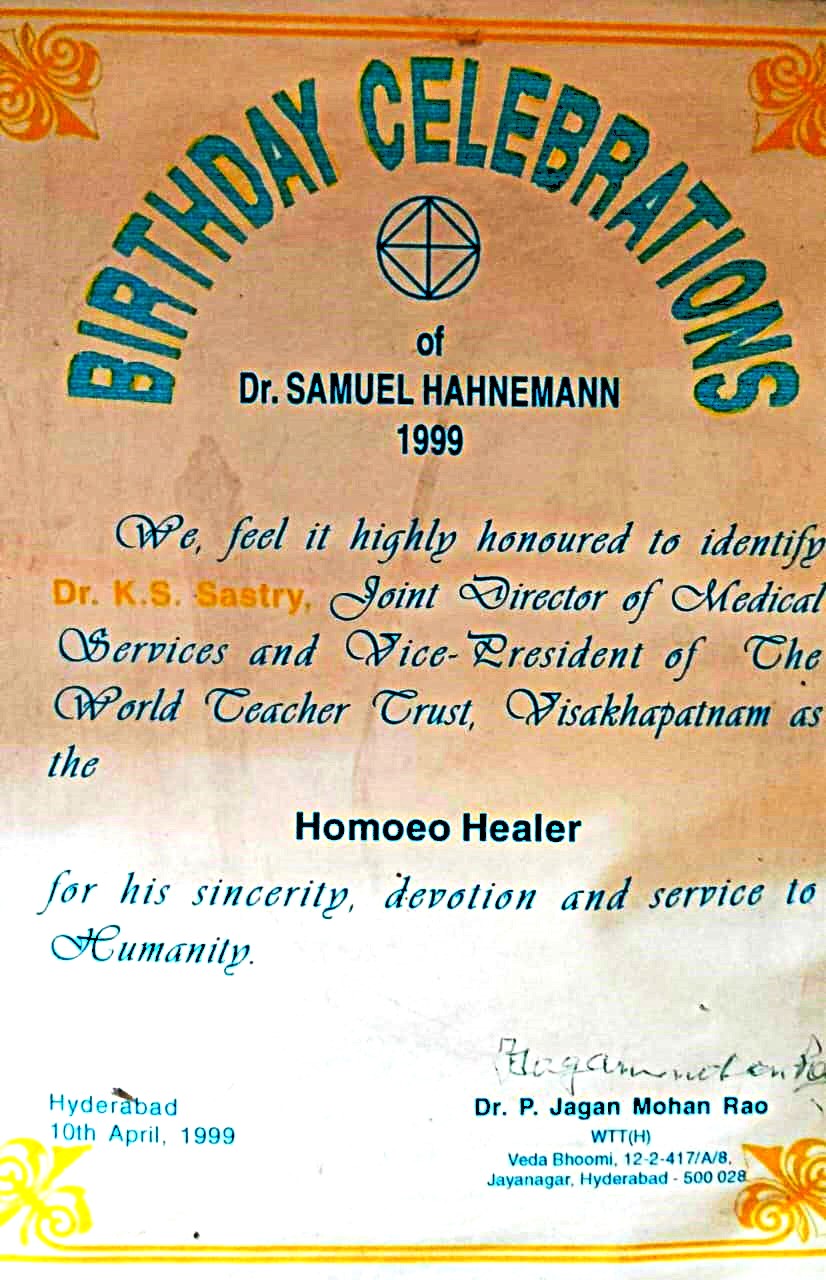 BIRTHDAY CELEBRATIONS
of
Dr. SAMUEL HAHNEMANN
1999
We, feel it highly honoured to identify
Dr. K.S. Sastry, Joint Director of Medical
Services and Vice-President of The
World Teacher Trust, Visakhapatnam as
the
Homoeo Healer
for his sincerity, devotion and service to
Humanity.
Hyderabad
10th April, 1999
Dr. P. Jagan Mohan Rao
WTT(H)
Veda Bhoomi, 12-2-417/A/8,
Jayanagar, Hyderabad - 500 028